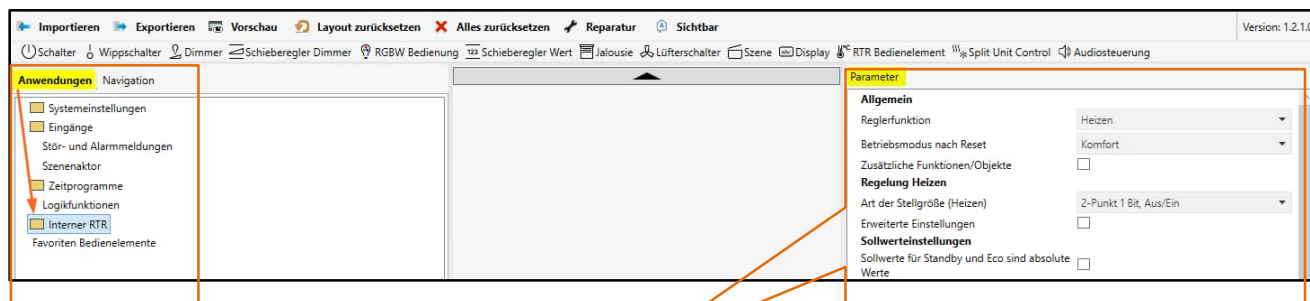 Importieren Exportieren Vorschau Layout zurücksetzen Alles zurücksetzen Reparatur Sichtbar Version: 1.2.1.0
Schalter Wippschalter Dimmer Schieberegler Dimmer RGBW Bedienung 123 Schieberegler Wert Jalousie Lüfterschalter Szene abc Display °C RTR Bedienelement Split Unit Control Audiosteuerung
Anwendungen Navigation
Systemeinstellungen
Eingänge
Stör- und Alarmmeldungen
Szenenaktor
Zeitprogramme
Logikfunktionen
Interner RTR
Favoriten Bedienelemente
Parameter
Allgemein
Reglerfunktion Heizen
Betriebsmodus nach Reset Komfort
Zusätzliche Funktionen/Objekte
Regelung Heizen
Art der Stellgröße (Heizen) 2-Punkt 1 Bit, Aus/Ein
Erweiterte Einstellungen
Sollwerteinstellungen
Sollwerte für Standby und Eco sind absolute
Werte